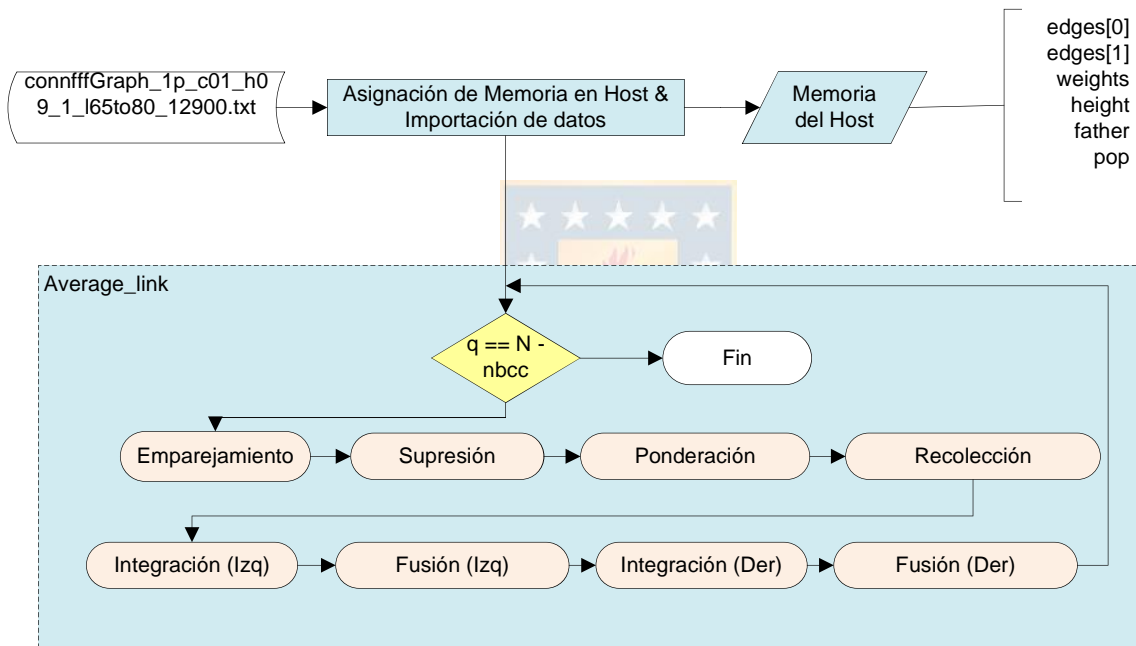 connfffGraph_1p_c01_h0
9_1_l65to80_12900.txt
Asignación de Memoria en Host &
Importación de datos
Memoria
del Host
edges[0]
edges[1]
weights
height
father
pop
Average_link
q == N -
nbcc
Fin
Emparejamiento
Supresión
Ponderación
Recolección
Integración (Izq)
Fusión (Izq)
Integración (Der)
Fusión (Der)